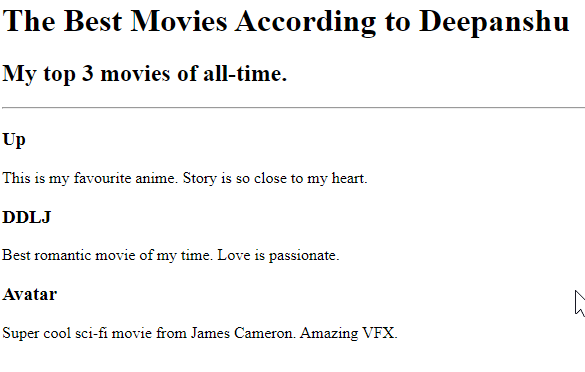 The Best Movies According to Deepanshu
My top 3 movies of all-time.
Up
This is my favourite anime. Story is so close to my heart.
DDLJ
Best romantic movie of my time. Love is passionate.
Avatar
Super cool sci-fi movie from James Cameron. Amazing VFX.